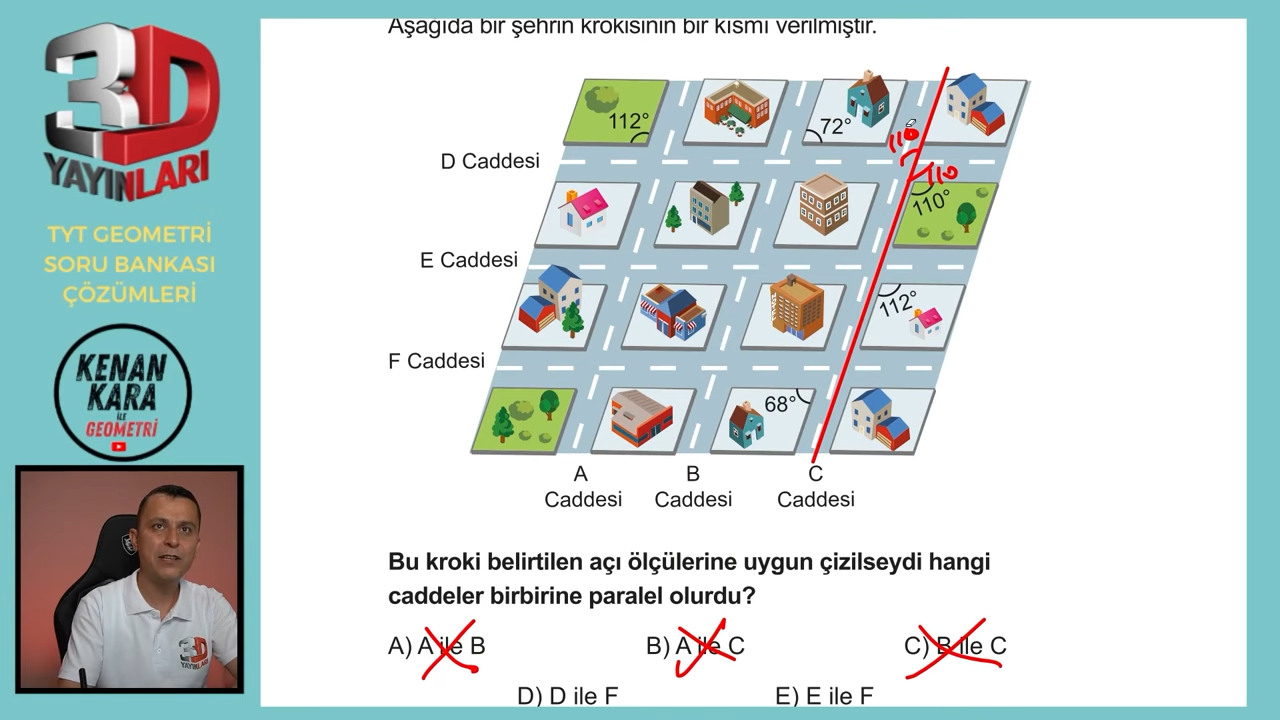 3D
YAYINLARI
TYT GEOMETRİ
SORU BANKASI
ÇÖZÜMLERİ
KENAN
KARA
İLE
GEOMETRİ
3D
YAYINLARI
Aşağıda bir şehrin krokisinin bir kısmı verilmiştir.
112°
72°
110
D Caddesi
110
110°
E Caddesi
112°
F Caddesi
68°
A
Caddesi
B
Caddesi
C
Caddesi
Bu kroki belirtilen açı ölçülerine uygun çizilseydi hangi
caddeler birbirine paralel olurdu?
A) A ile B
B) A ile C
C) B ile C
D) D ile F
E) E ile F